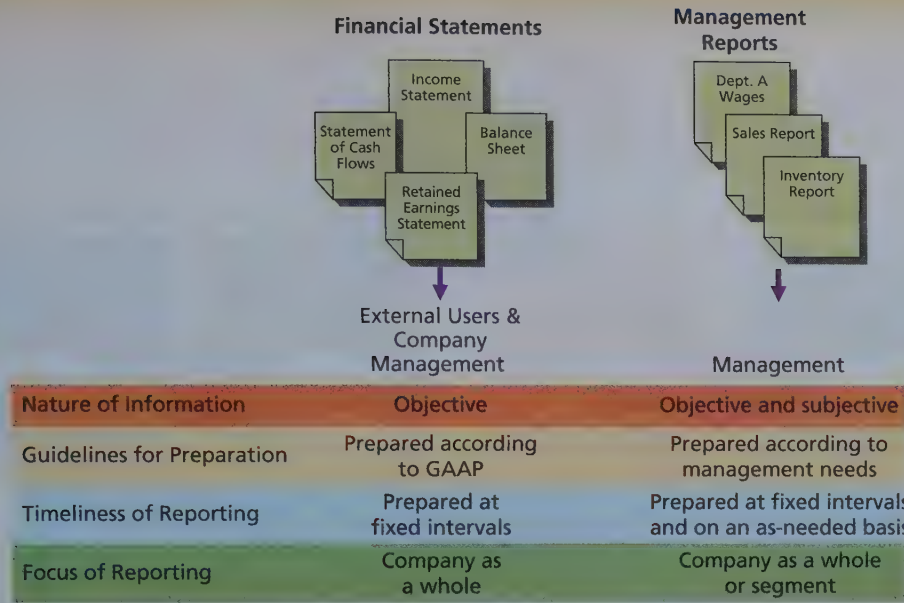 Financial Statements
Income
Statement
Statement
of Cash
Flows
Balance
Sheet
Retained
Earnings
Statement
External Users &
Company
Management
Management
Reports
Dept. A
Wages
Sales Report
Inventory
Report
Management
Nature of Information
Objective
Objective and subjective
Guidelines for Preparation
Prepared according
to GAAP
Prepared according to
management needs
Timeliness of Reporting
Prepared at
fixed intervals
Prepared at fixed intervals
and on an as-needed basis
Focus of Reporting
Company as
a whole
Company as a whole
or segment